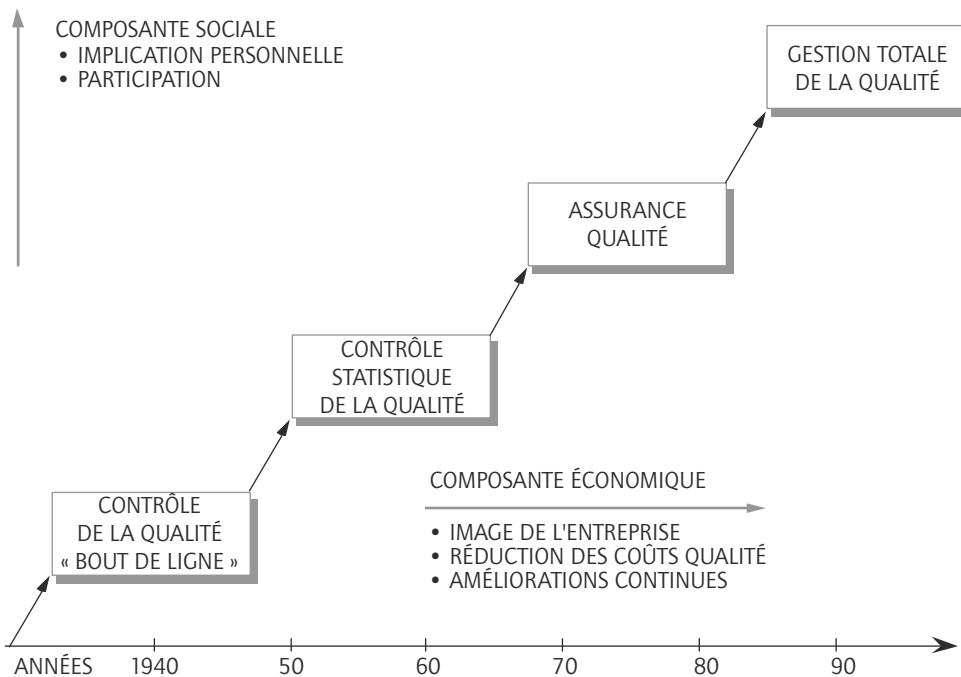 COMPOSANTE SOCIALE
• IMPLICATION PERSONNELLE
• PARTICIPATION
GESTION TOTALE
DE LA QUALITÉ
ASSURANCE
QUALITÉ
CONTRÔLE
STATISTIQUE
DE LA QUALITÉ
CONTRÔLE
DE LA QUALITÉ
« BOUT DE LIGNE »
COMPOSANTE ÉCONOMIQUE
• IMAGE DE L'ENTREPRISE
• RÉDUCTION DES COÛTS QUALITÉ
• AMÉLIORATIONS CONTINUES
ANNÉES 1940 50 60 70 80 90